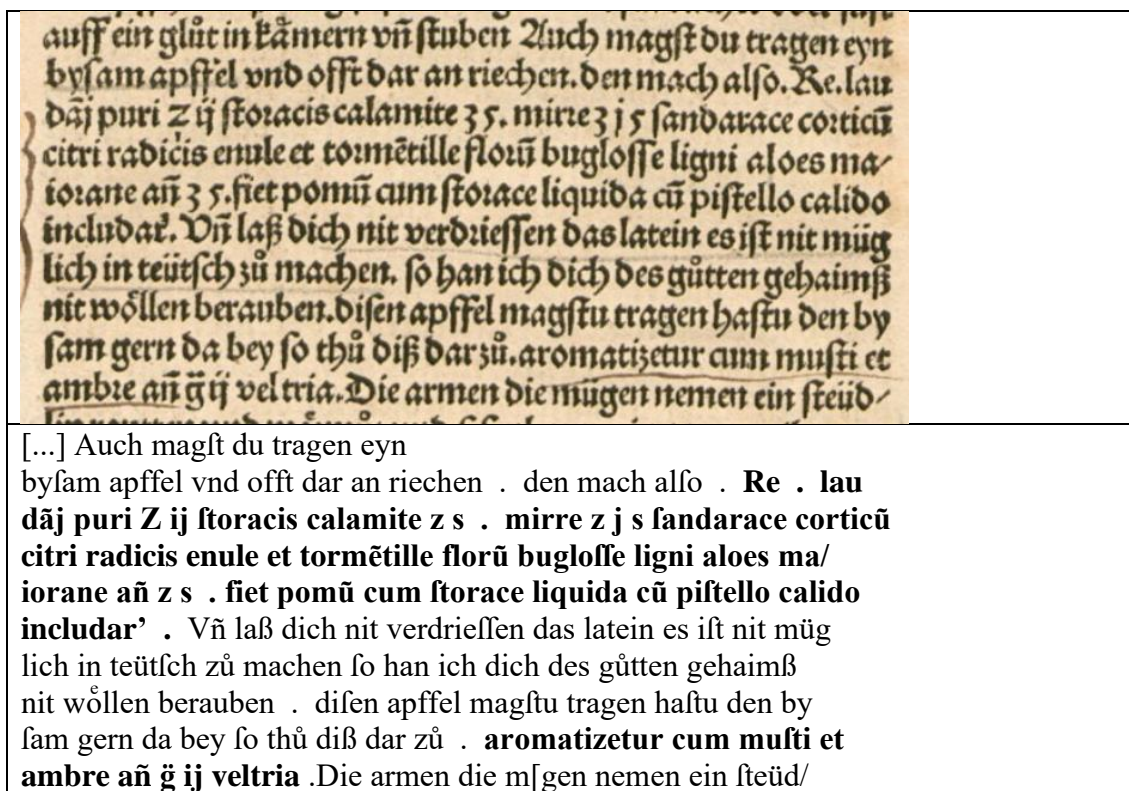 auff ein glůt in kåmern vñ ſtuben Auch magſt du tragen eyn
byſam apffel vnd offt dar an riechen. den mach alſo. Re. lau
dãj puri Z ij ſtoracis calamite ʒ s. mirre ʒ j s ſandarace corticũ
citri radicis enule et tormẽtille florũ bugloſſe ligni aloes ma/
iorane añ ʒ s. fiet pomũ cum ſtorace liquida cũ piſtello calido
includar'. Vñ laß dich nit verdrieſſen das latein es iſt nit müg
lich in teütſch zů machen. ſo han ich dich des gůtten gehaimß
nit woͤllen berauben. diſen apffel magſtu tragen haſtu den by
ſam gern da bey ſo thů diß dar zů. aromatizetur cum muſti et
ambre añ g̈ ij vel tria. Die armen die mügen nemen ein ſteüd/
[...] Auch magſt du tragen eyn
byſam apffel vnd offt dar an riechen . den mach alſo . Re . lau
dãj puri Z ij ſtoracis calamite z s . mirre z j s ſandarace corticũ
citri radicis enule et tormẽtille florũ bugloſſe ligni aloes ma/
iorane añ z s . fiet pomũ cum ſtorace liquida cũ piſtello calido
includar’ . Vñ laß dich nit verdrieſſen das latein es iſt nit müg
lich in teütſch zů machen ſo han ich dich des gůtten gehaimß
nit woͤllen berauben . diſen apffel magſtu tragen haſtu den by
ſam gern da bey ſo thů diß dar zů . aromatizetur cum muſti et
ambre añ g̈ ij veltria .Die armen die m[gen nemen ein ſteüd/